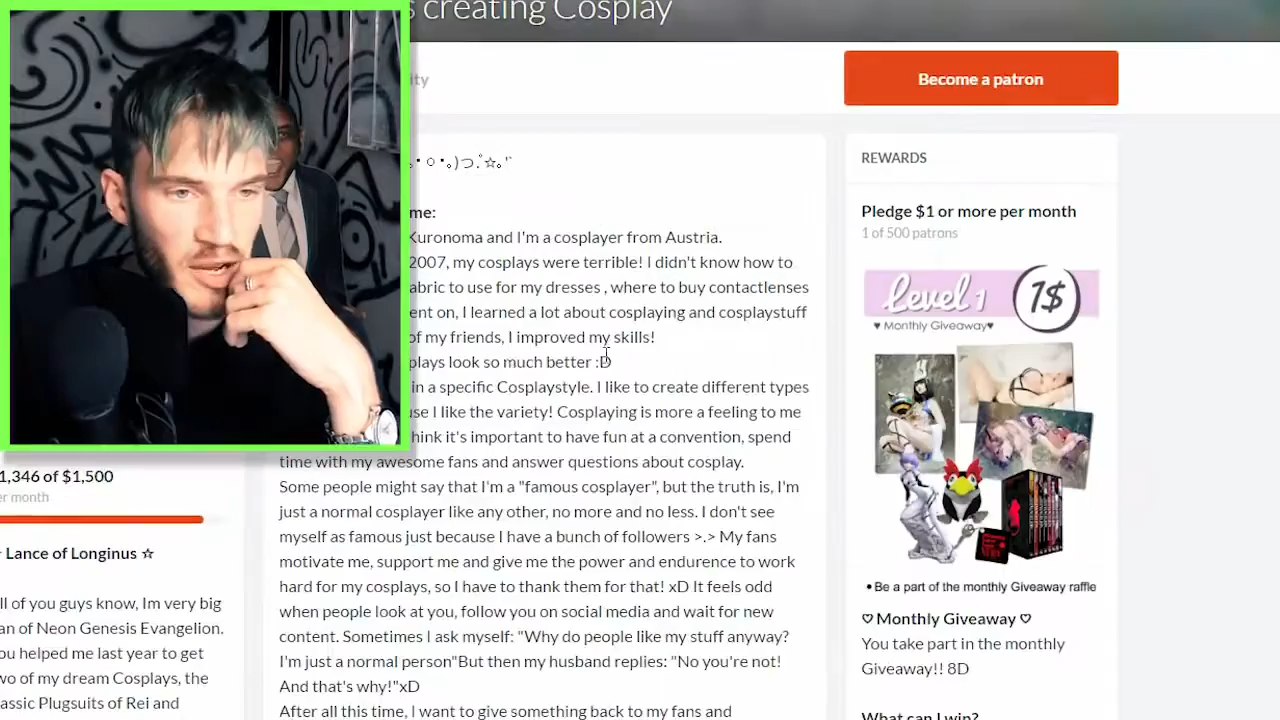 s creating Cosplay
ity
Become a patron
｡• ○ •｡)っ.ﾟ☆｡'`
me:
Kuronoma and I'm a cosplayer from Austria.
2007, my cosplays were terrible! I didn't know how to
abric to use for my dresses , where to buy contactlenses
ent on, I learned a lot about cosplaying and cosplaystuff
of my friends, I improved my skills!
plays look so much better :D
in a specific Cosplaystyle. I like to create different types
use I like the variety! Cosplaying is more a feeling to me
hink it's important to have fun at a convention, spend
time with my awesome fans and answer questions about cosplay.
Some people might say that I'm a "famous cosplayer", but the truth is, I'm
just a normal cosplayer like any other, no more and no less. I don't see
myself as famous just because I have a bunch of followers >.> My fans
motivate me, support me and give me the power and endurence to work
hard for my cosplays, so I have to thank them for that! xD It feels odd
when people look at you, follow you on social media and wait for new
content. Sometimes I ask myself: "Why do people like my stuff anyway?
I'm just a normal person"But then my husband replies: "No you're not!
And that's why!"xD
After all this time, I want to give something back to my fans and
1,346 of $1,500
er month
Lance of Longinus ☆
ll of you guys know, Im very big
an of Neon Genesis Evangelion.
ou helped me last year to get
wo of my dream Cosplays, the
assic Plugsuits of Rei and
REWARDS
Pledge $1 or more per month
1 of 500 patrons
Level 1
1$
♥ Monthly Giveaway♥
•Be a part of the monthly Giveaway raffle
♡ Monthly Giveaway ♡
You take part in the monthly
Giveaway!! 8D
What can I win?